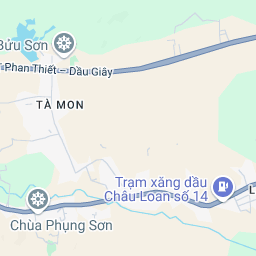 Bửu Sơn
Phan Thiết – Dầu Giây
TÀ MON
Trạm xăng dầu
Châu Loan số 14
L
Chùa Phụng Sơn